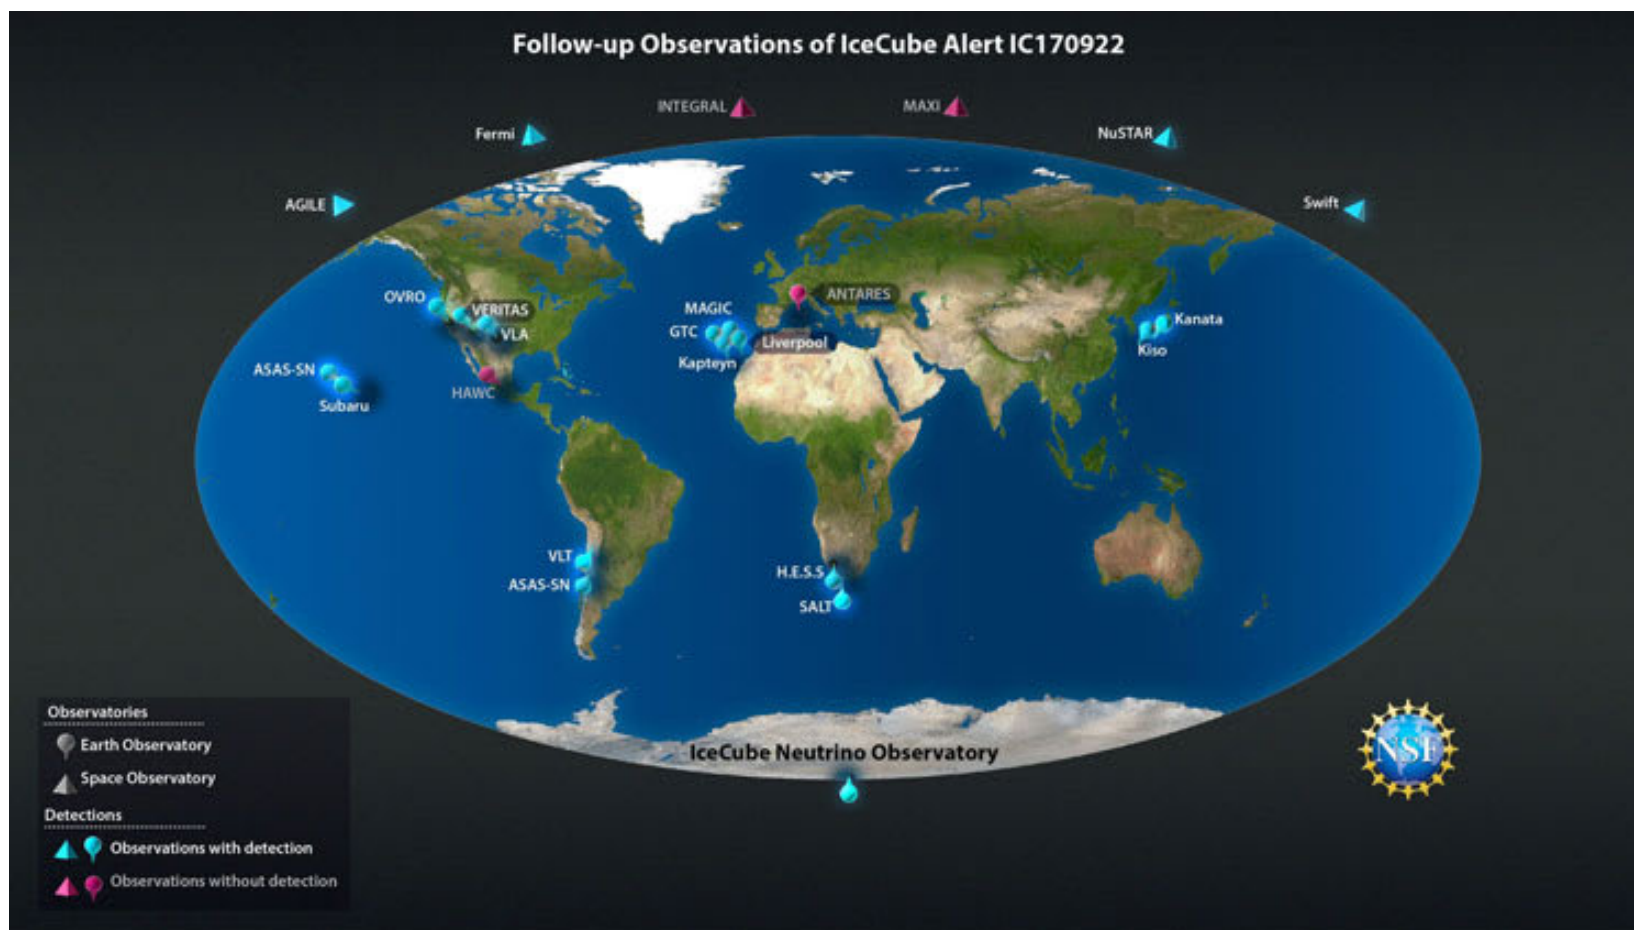 Follow-up Observations of IceCube Alert IC170922
INTEGRAL
MAXI
Fermi
NuSTAR
AGILE
Swift
OVRO
VERITAS
VLA
ANTARES
MAGIC
GTC
Liverpool
Kapteyn
Kanata
Kiso
ASAS-SN
Subaru
HAWC
VLT
ASAS-SN
H.E.S.S
SALT
IceCube Neutrino Observatory
Observatories
Earth Observatory
Space Observatory
Detections
Observations with detection
Observations without detection
NSF